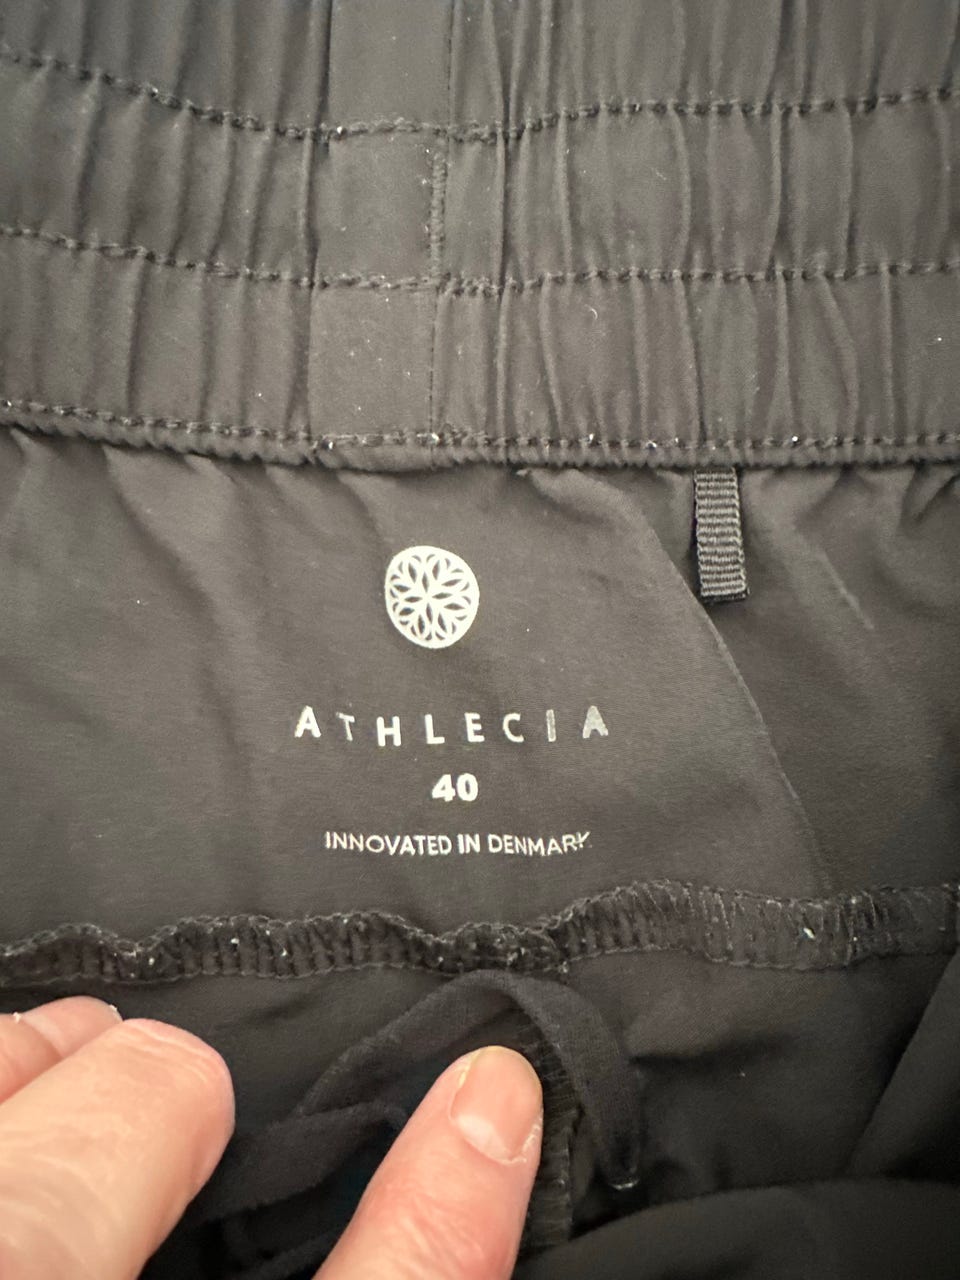 ATHLECIA
40
INNOVATED IN DENMARK